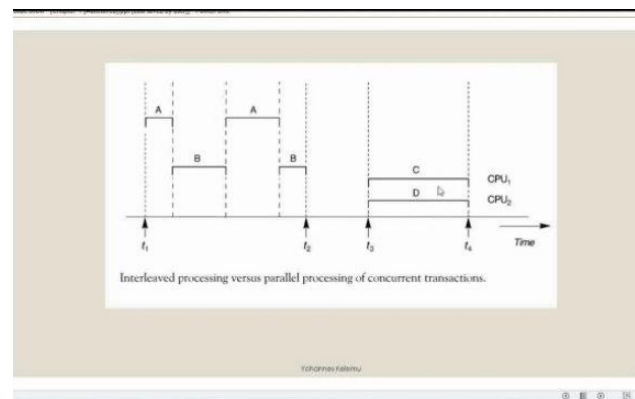 A A
B B
C CPU₁
D CPU₂
t₁ t₂ t₃ t₄ Time
Interleaved processing versus parallel processing of concurrent transactions.
Yohannes Kelemu